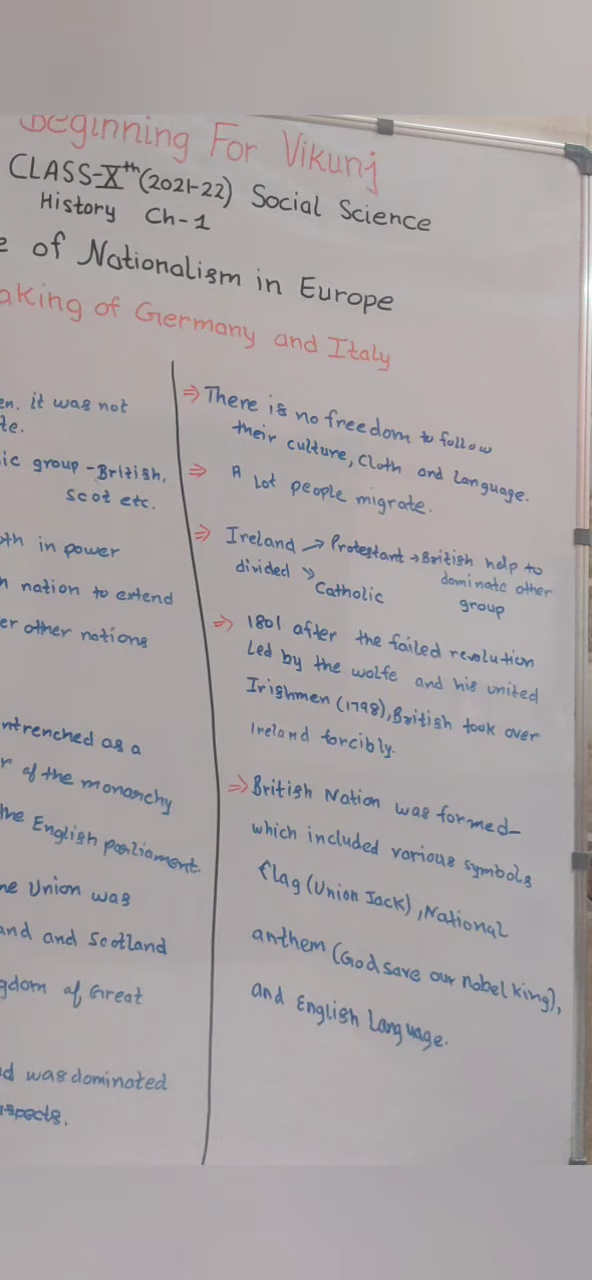 Beginning For Vikunj
CLASS-Xth (2021-22) Social Science
History Ch-1
e of Nationalism in Europe
aking of Germany and Italy
en. it was not
te.
ic group - British,
Scot etc.
oth in power
h nation to extend
er other nations
ntrenched as a
r of the monarchy
the English parliament.
he Union was
and and Scotland
gdom of Great
d was dominated
ispects.
⇒ There is no freedom to follow
their culture, Cloth and language.
⇒ A Lot people migrate.
⇒ Ireland → Protestant → British help to
divided ↘ dominate other
Catholic group
⇒ 1801 after the failed revolution
Led by the wolfe and his united
Irishmen (1798), British took over
Ireland forcibly.
⇒ British Nation was formed-
which included various symbols
flag (Union Jack), National
anthem (God save our nobel king),
and English Language.